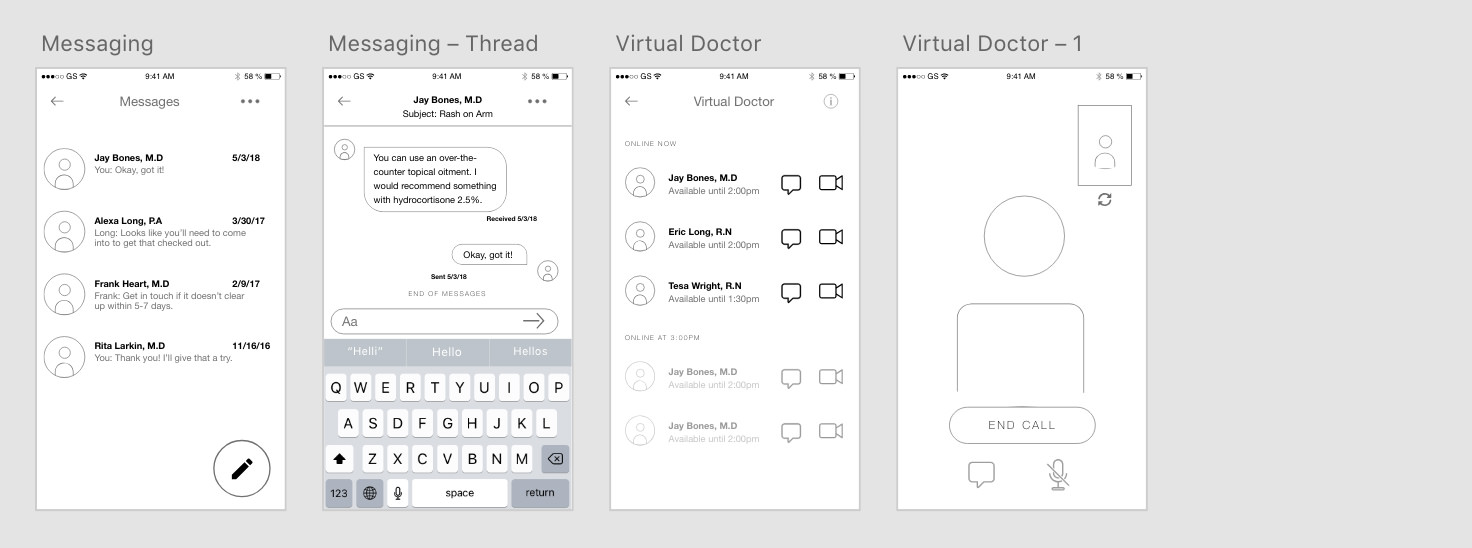 Messaging
●●●○○ GS 9:41 AM 58 %
Messages
Jay Bones, M.D 5/3/18
You: Okay, got it!
Alexa Long, P.A 3/30/17
Long: Looks like you'll need to come
into to get that checked out.
Frank Heart, M.D 2/9/17
Frank: Get in touch if it doesn't clear
up within 5-7 days.
Rita Larkin, M.D 11/16/16
You: Thank you! I'll give that a try.
Messaging – Thread
●●●○○ GS 9:41 AM 58 %
Jay Bones, M.D
Subject: Rash on Arm
You can use an over-the-
counter topical oitment. I
would recommend something
with hydrocortisone 2.5%.
Received 5/3/18
Okay, got it!
Sent 5/3/18
END OF MESSAGES
Aa
"Helli" Hello Hellos
Q W E R T Y U I O P
A S D F G H J K L
Z X C V B N M
123 space return
Virtual Doctor
●●●○○ GS 9:41 AM 58 %
Virtual Doctor
ONLINE NOW
Jay Bones, M.D
Available until 2:00pm
Eric Long, R.N
Available until 2:00pm
Tesa Wright, R.N
Available until 1:30pm
ONLINE AT 3:00PM
Jay Bones, M.D
Available until 2:00pm
Jay Bones, M.D
Available until 2:00pm
Virtual Doctor – 1
●●●○○ GS 9:41 AM 58 %
END CALL